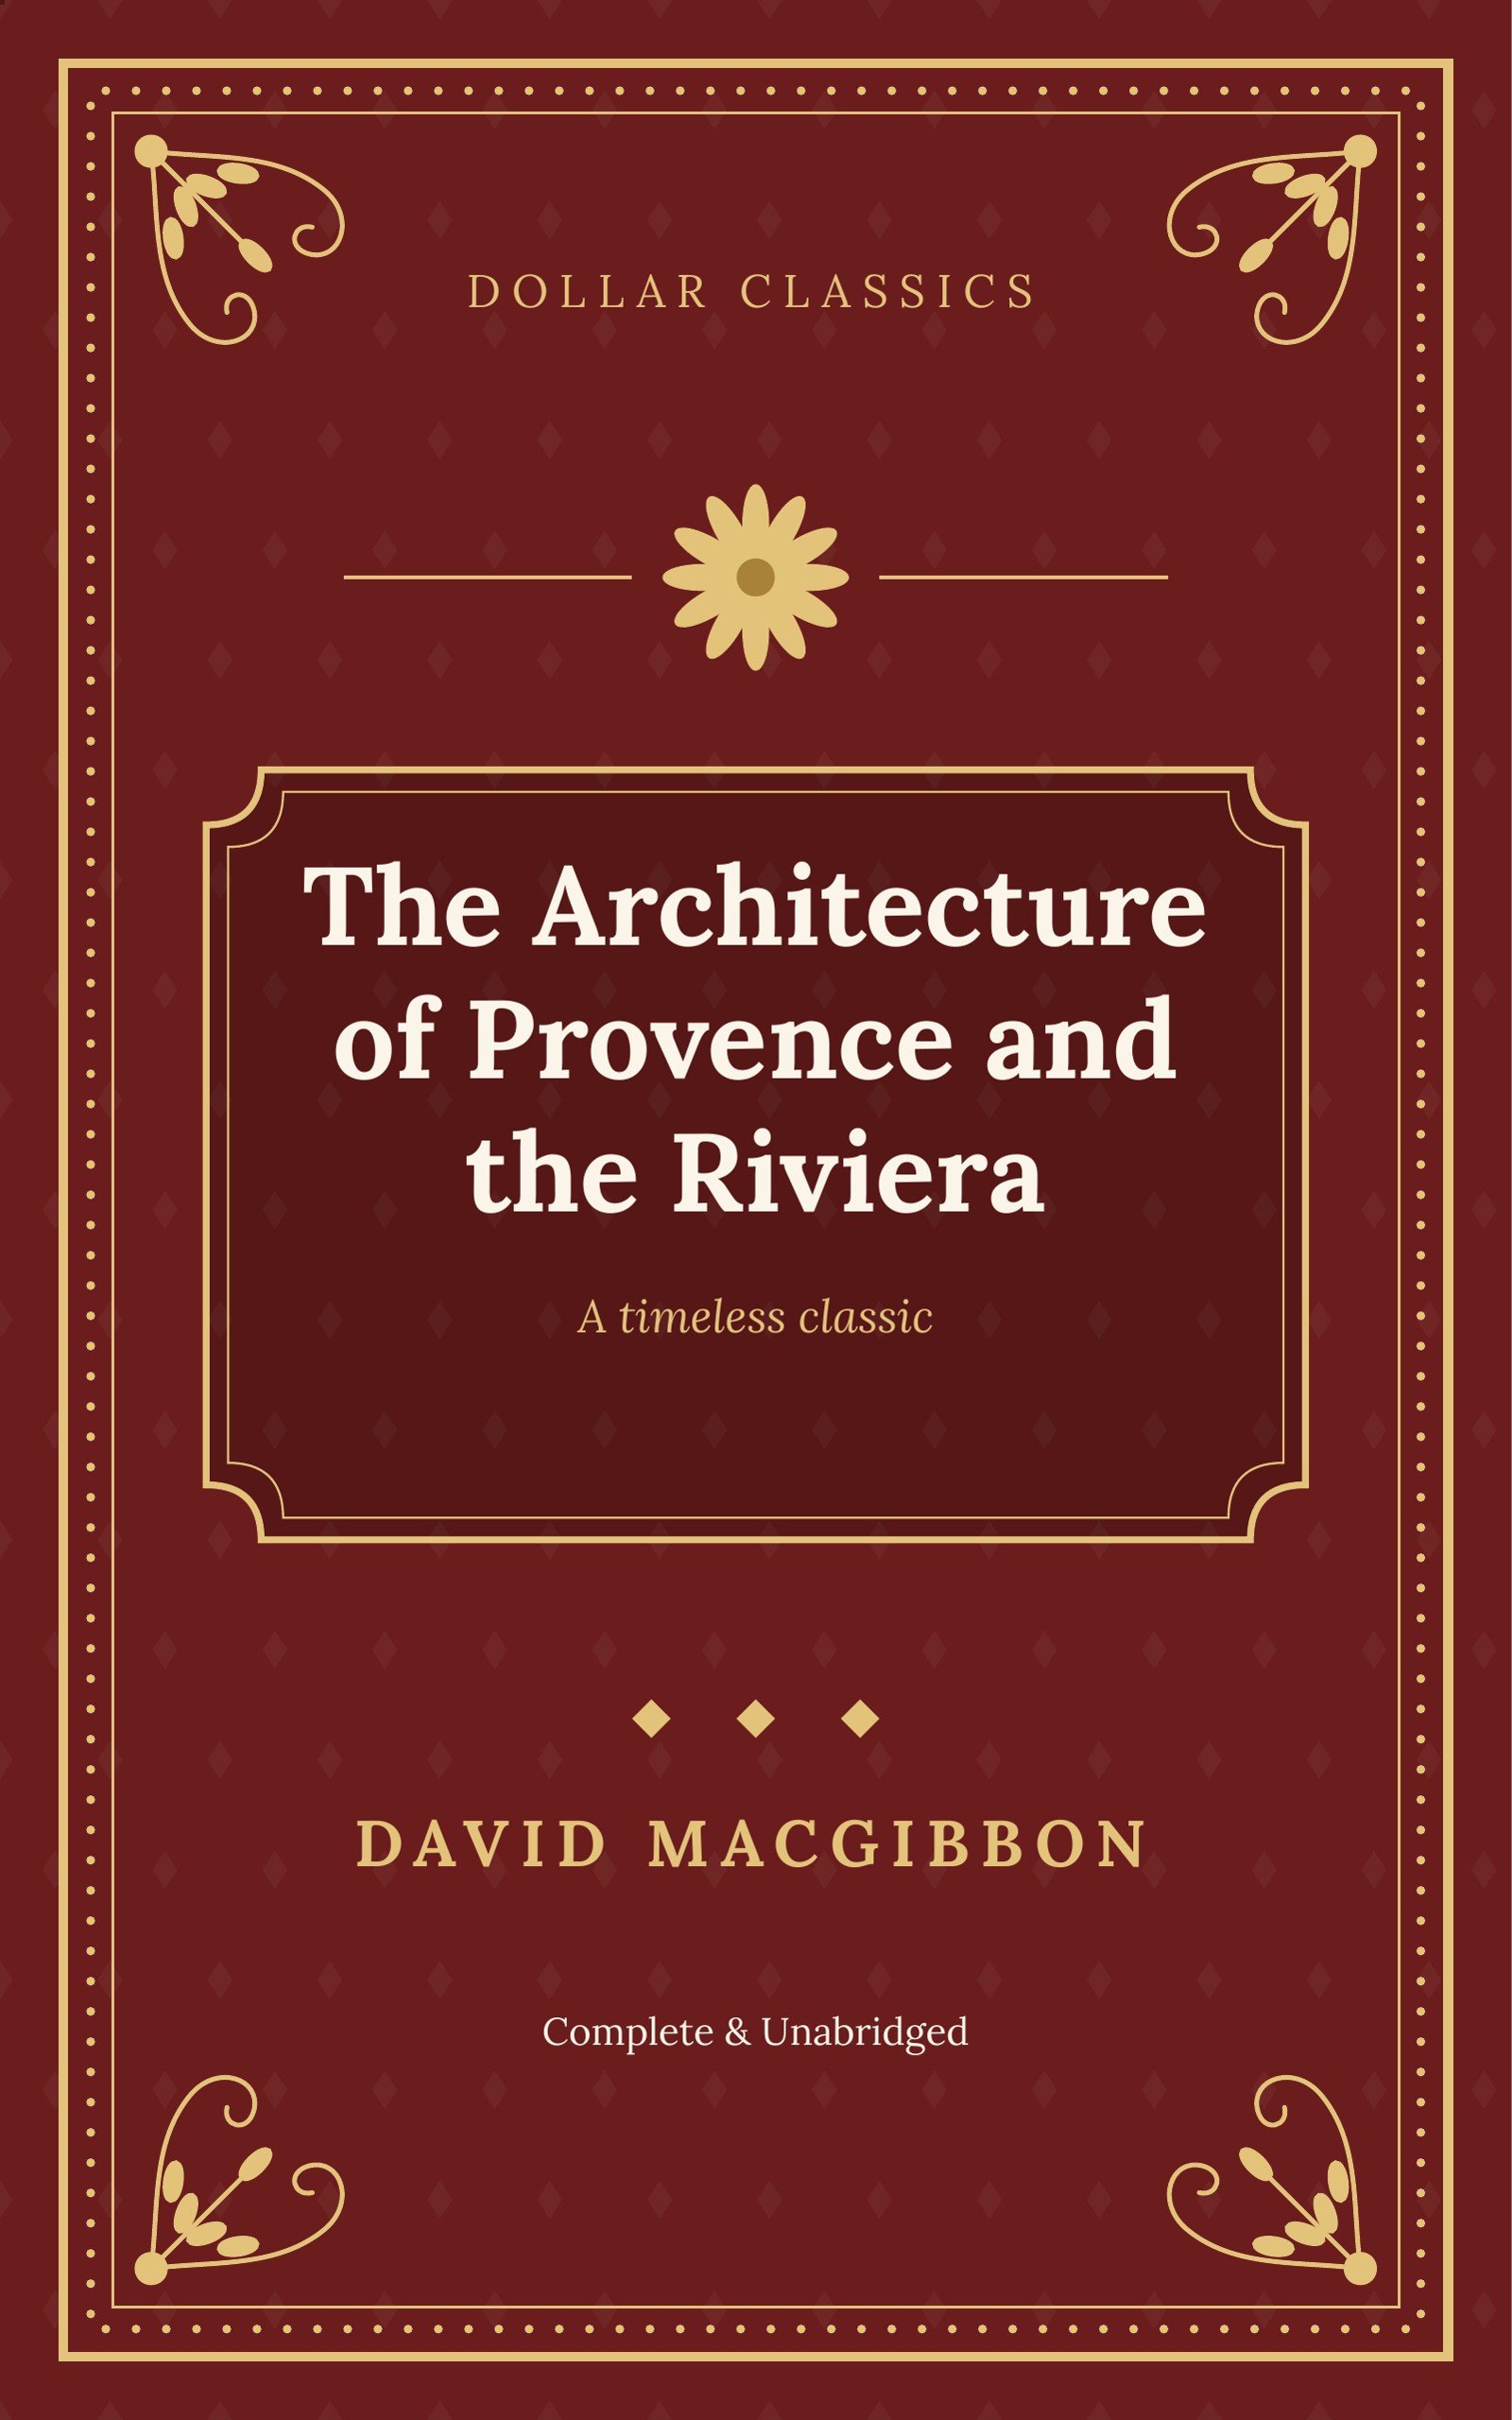 DOLLAR CLASSICS
The Architecture
of Provence and
the Riviera
A timeless classic
DAVID MACGIBBON
Complete & Unabridged